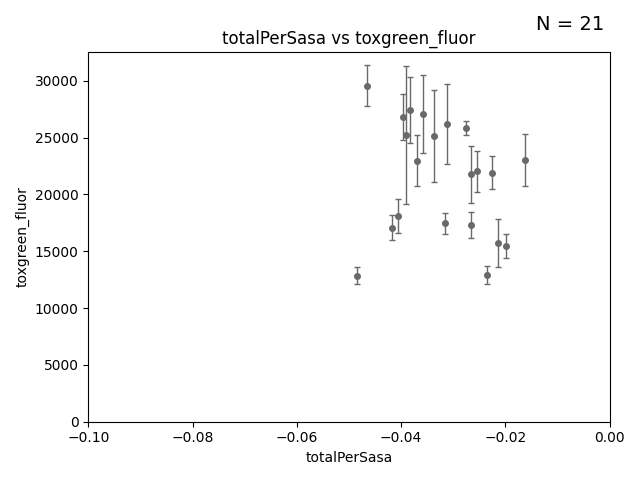 N = 21
totalPerSasa vs toxgreen_fluor
toxgreen_fluor
30000
25000
20000
15000
10000
5000
0
−0.10 −0.08 −0.06 −0.04 −0.02 0.00
totalPerSasa